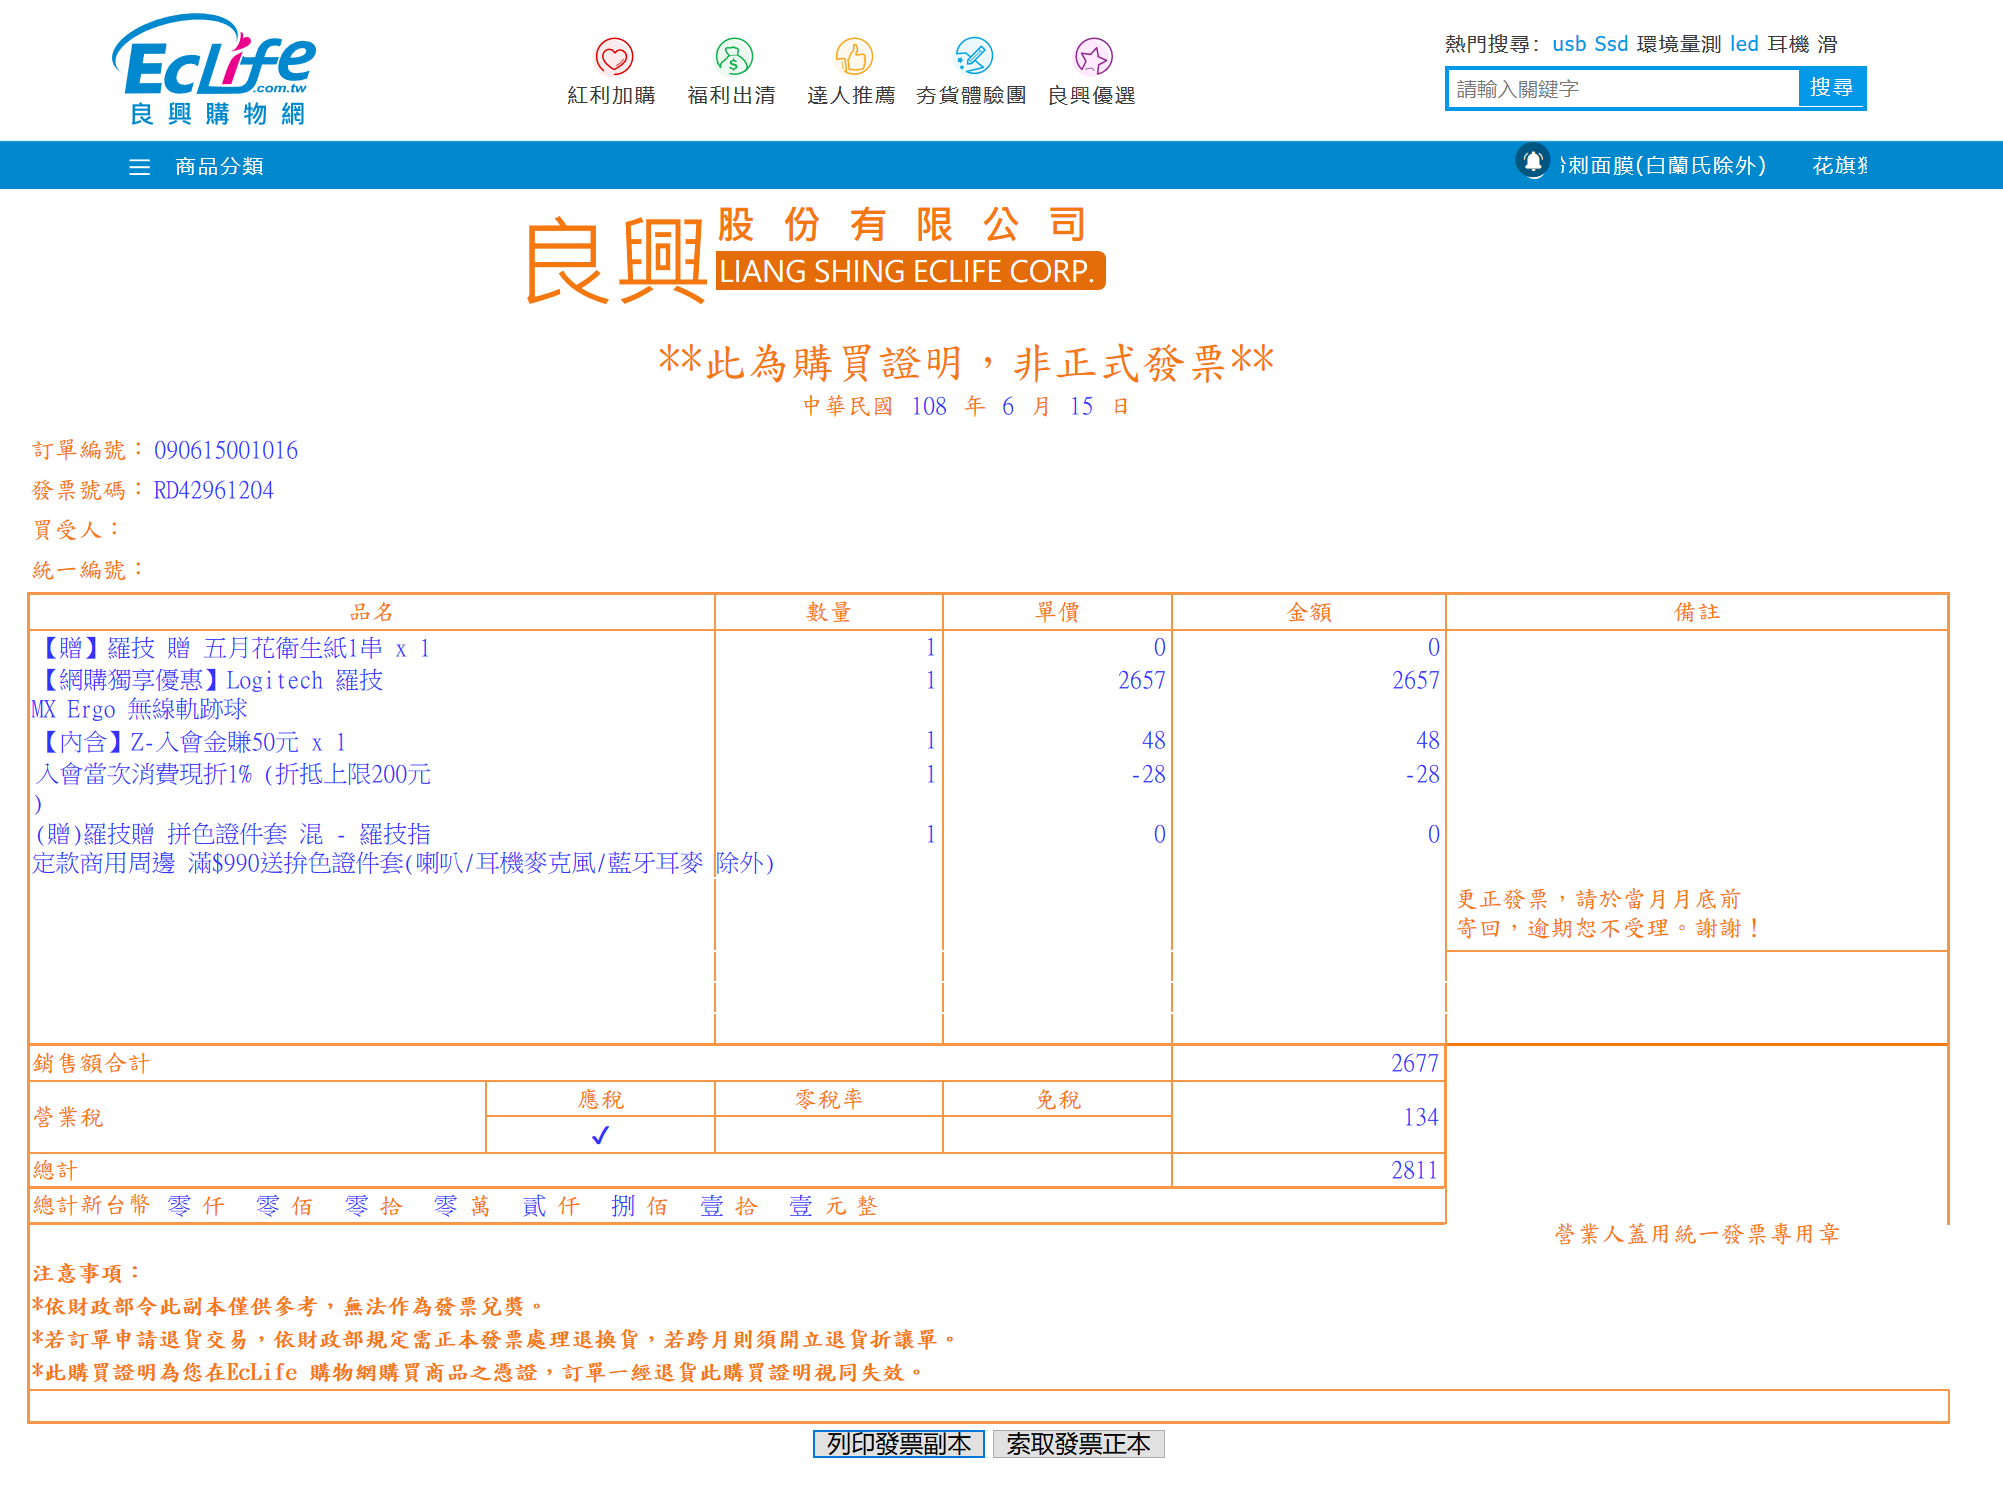 EcLife
.com.tw
良興購物網
紅利加購 福利出清 達人推薦 夯貨體驗團 良興優選
熱門搜尋: usb Ssd 環境量測 led 耳機 滑
請輸入關鍵字 搜尋
商品分類 刺面膜(白蘭氏除外) 花旗
良興 股份有限公司
LIANG SHING ECLIFE CORP.
**此為購買證明，非正式發票**
中華民國 108 年 6 月 15 日
訂單編號：090615001016
發票號碼：RD42961204
買受人：
統一編號：
品名 數量 單價 金額 備註
【贈】羅技 贈 五月花衛生紙1串 x 1 1 0 0
【網購獨享優惠】Logitech 羅技 1 2657 2657
MX Ergo 無線軌跡球
【內含】Z-入會金賺50元 x 1 1 48 48
入會當次消費現折1% (折抵上限200元 1 -28 -28
)
(贈)羅技贈 拼色證件套 混 - 羅技指 1 0 0
定款商用周邊 滿$990送拚色證件套(喇叭/耳機麥克風/藍牙耳麥 除外)
更正發票，請於當月月底前
寄回，逾期恕不受理。謝謝！
銷售額合計 2677
營業稅 應稅 零稅率 免稅 134
✓
總計 2811
總計新台幣 零 仟 零 佰 零 拾 零 萬 貳 仟 捌 佰 壹 拾 壹 元 整
營業人蓋用統一發票專用章
注意事項：
*依財政部令此副本僅供參考，無法作為發票兌獎。
*若訂單申請退貨交易，依財政部規定需正本發票處理退換貨，若跨月則須開立退貨折讓單。
*此購買證明為您在EcLife 購物網購買商品之憑證，訂單一經退貨此購買證明視同失效。
列印發票副本 索取發票正本